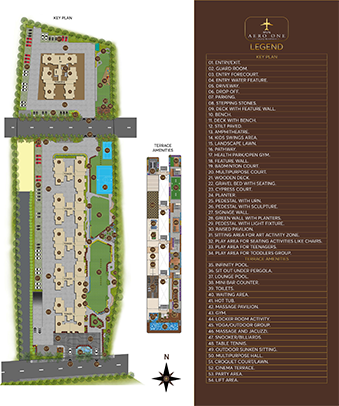 KEY PLAN
TERRACE
AMENITIES
N
AERO ONE
LEGEND
KEY PLAN
01. ENTRY/EXIT.
02. GUARD ROOM.
03. ENTRY FORECOURT.
04. ENTRY WATER FEATURE.
05. DRIVEWAY.
06. DROP OFF.
07. PARKING.
08. STEPPING STONES.
09. DECK WITH FEATURE WALL.
10. BENCH.
11. DECK WITH BENCH.
12. STILT PAVED.
13. AMPHITHEATRE.
14. KIDS SWINGS AREA.
15. LANDSCAPE LAWN.
16. PATHWAY.
17. HEALTH PARK/OPEN GYM.
18. FEATURE WALL.
19. BADMINTON COURT.
20. MULTIPURPOSE COURT.
21. WOODEN DECK.
22. GRAVEL BED WITH SEATING.
23. CYPRESS COURT.
24. PLANTER.
25. PEDESTAL WITH URN.
26. PEDESTAL WITH SCULPTURE.
27. SIGNAGE WALL.
28. GREEN WALL WITH PLANTERS.
29. PEDESTAL WITH LIGHT FIXTURE.
30. RAISED PAVILION.
31. SITTING AREA FOR ART ACTIVITY ZONE.
32. PLAY AREA FOR SEATING ACTIVITIES LIKE CHAIRS.
33. PLAY AREA FOR TEENAGERS.
34. PLAY AREA FOR TODDLERS GROUP.
TERRACE AMENITIES
35. INFINITY POOL.
36. SIT OUT UNDER PERGOLA.
37. LOUNGE POOL.
38. MINI BAR COUNTER.
39. TOILETS.
40. WAITING AREA.
41. HOT TUB.
42. MASSAGE PAVILION.
43. GYM.
44. LOCKER ROOM ACTIVITY.
45. YOGA/OUTDOOR GROUP.
46. MASSAGE AND JACUZZI.
47. SNOOKER/BILLIARDS.
48. TABLE TENNIS.
49. OUTDOOR SUNKEN SITTING.
50. MULTIPURPOSE HALL.
51. CROQUET COURT/LAWN.
52. CINEMA TERRACE.
53. PARTY AREA.
54. LIFT AREA.